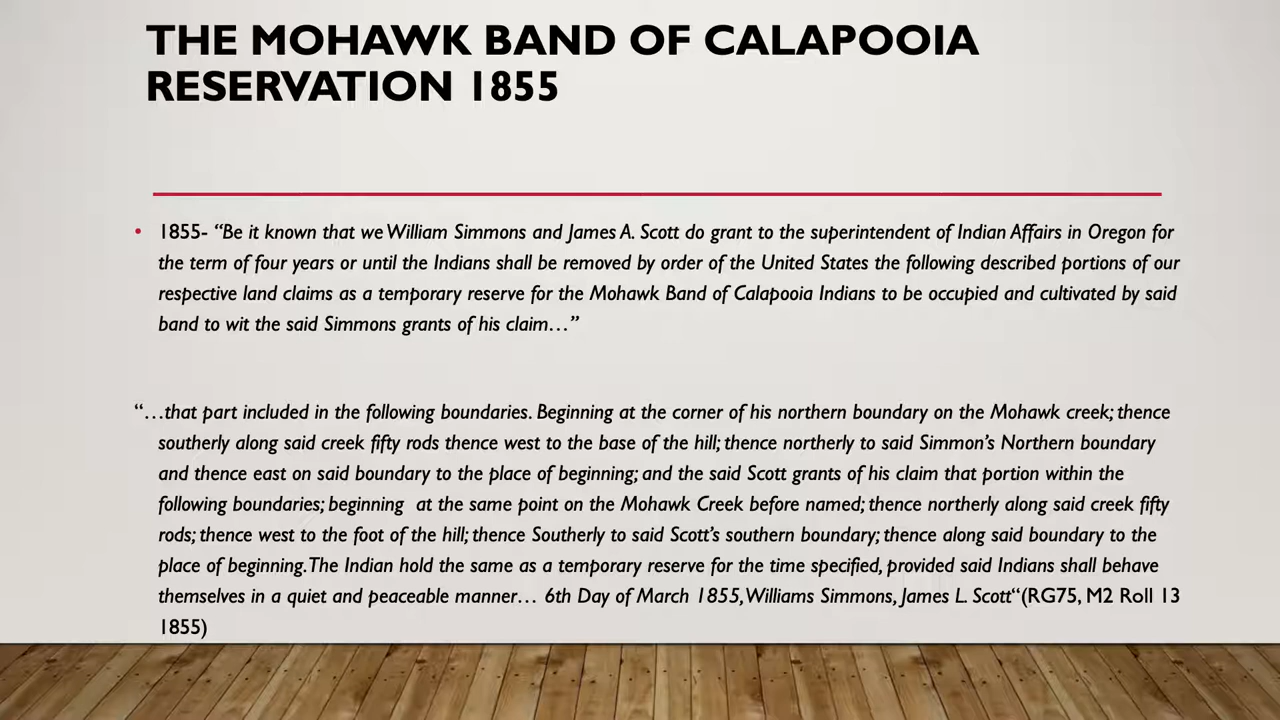 THE MOHAWK BAND OF CALAPOOIA
RESERVATION 1855
• 1855- “Be it known that we William Simmons and James A. Scott do grant to the superintendent of Indian Affairs in Oregon for
the term of four years or until the Indians shall be removed by order of the United States the following described portions of our
respective land claims as a temporary reserve for the Mohawk Band of Calapooia Indians to be occupied and cultivated by said
band to wit the said Simmons grants of his claim…”
“…that part included in the following boundaries. Beginning at the corner of his northern boundary on the Mohawk creek; thence
southerly along said creek fifty rods thence west to the base of the hill; thence northerly to said Simmon’s Northern boundary
and thence east on said boundary to the place of beginning; and the said Scott grants of his claim that portion within the
following boundaries; beginning  at the same point on the Mohawk Creek before named; thence northerly along said creek fifty
rods; thence west to the foot of the hill; thence Southerly to said Scott’s southern boundary; thence along said boundary to the
place of beginning. The Indian hold the same as a temporary reserve for the time specified, provided said Indians shall behave
themselves in a quiet and peaceable manner… 6th Day of March 1855, Williams Simmons, James L. Scott“(RG75, M2 Roll 13
1855)